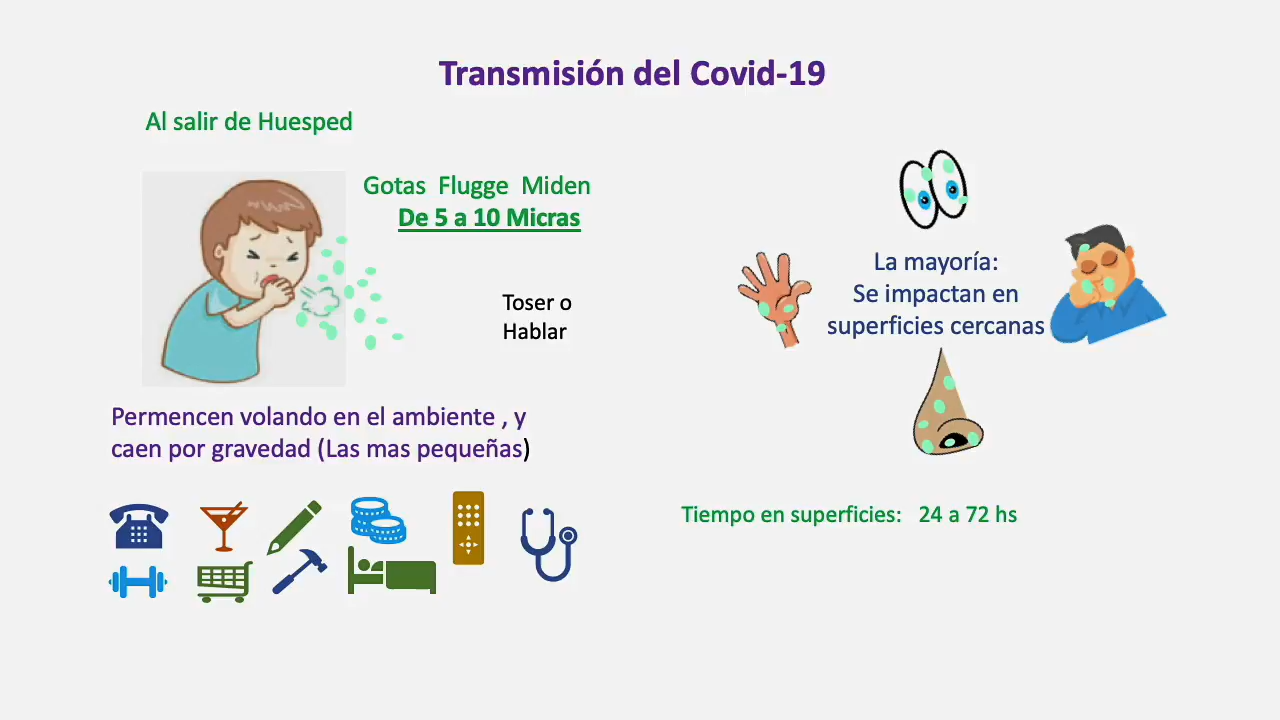 Transmisión del Covid-19
Al salir de Huesped
Gotas Flugge Miden
De 5 a 10 Micras
Toser o
Hablar
La mayoría:
Se impactan en
superficies cercanas
Permencen volando en el ambiente , y
caen por gravedad (Las mas pequeñas)
Tiempo en superficies: 24 a 72 hs